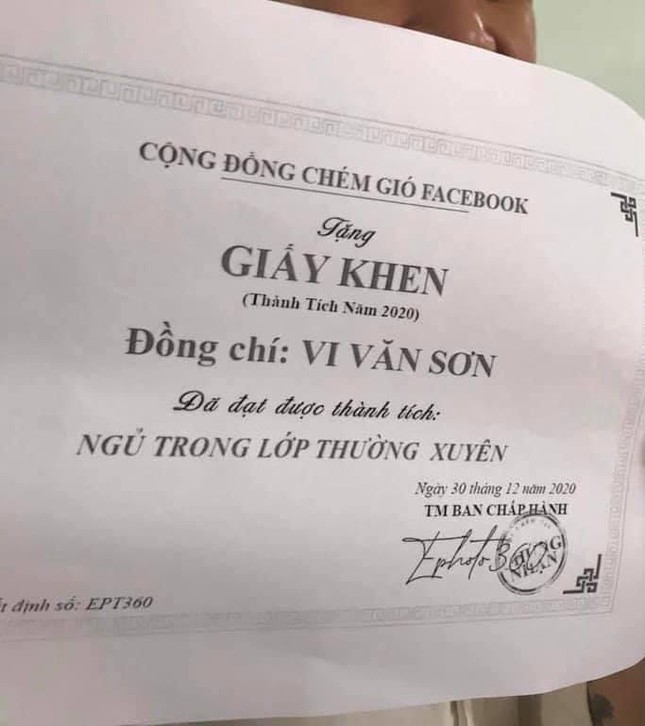 CỘNG ĐỒNG CHÉM GIÓ FACEBOOK
Tặng
GIẤY KHEN
(Thành Tích Năm 2020)
Đồng chí: VI VĂN SƠN
Đã đạt được thành tích:
NGỦ TRONG LỚP THƯỜNG XUYÊN
Ngày 30 tháng 12 năm 2020
TM BAN CHẤP HÀNH
Ephoto360
NHẬN
định số: EPT360